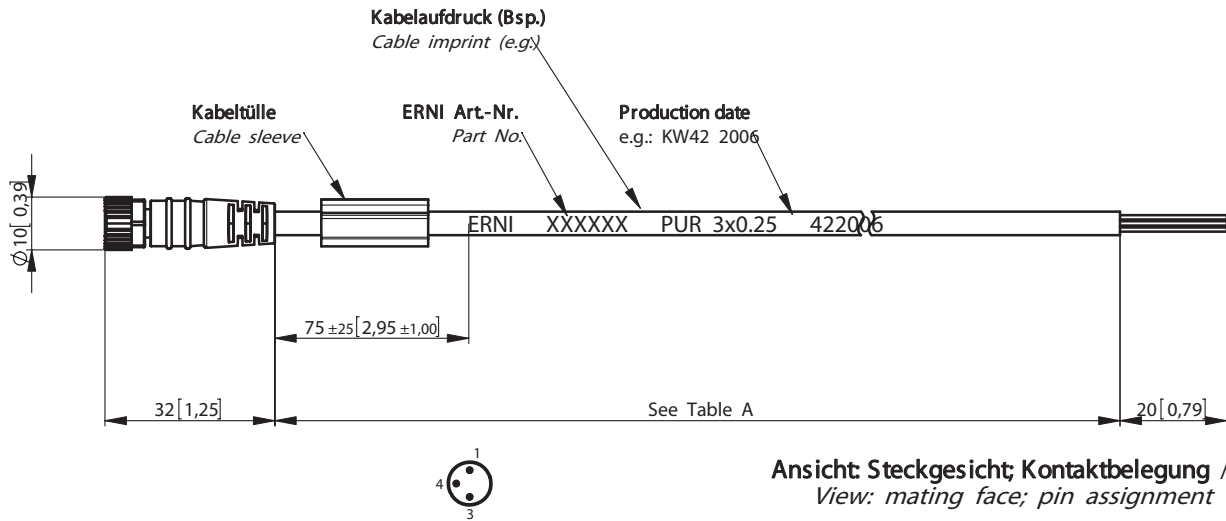 Kabelaufdruck (Bsp.)
Cable imprint (e.g.)
Kabeltülle
Cable sleeve
ERNI Art.-Nr.
Part No.
Production date
e.g.: KW42 2006
Ø10[0,39]
ERNI XXXXXX PUR 3x0.25 422006
75 ±25[2,95 ±1,00]
32[1,25]
See Table A
20[0,79]
1
4
3
Ansicht: Steckgesicht; Kontaktbelegung /
View: mating face; pin assignment